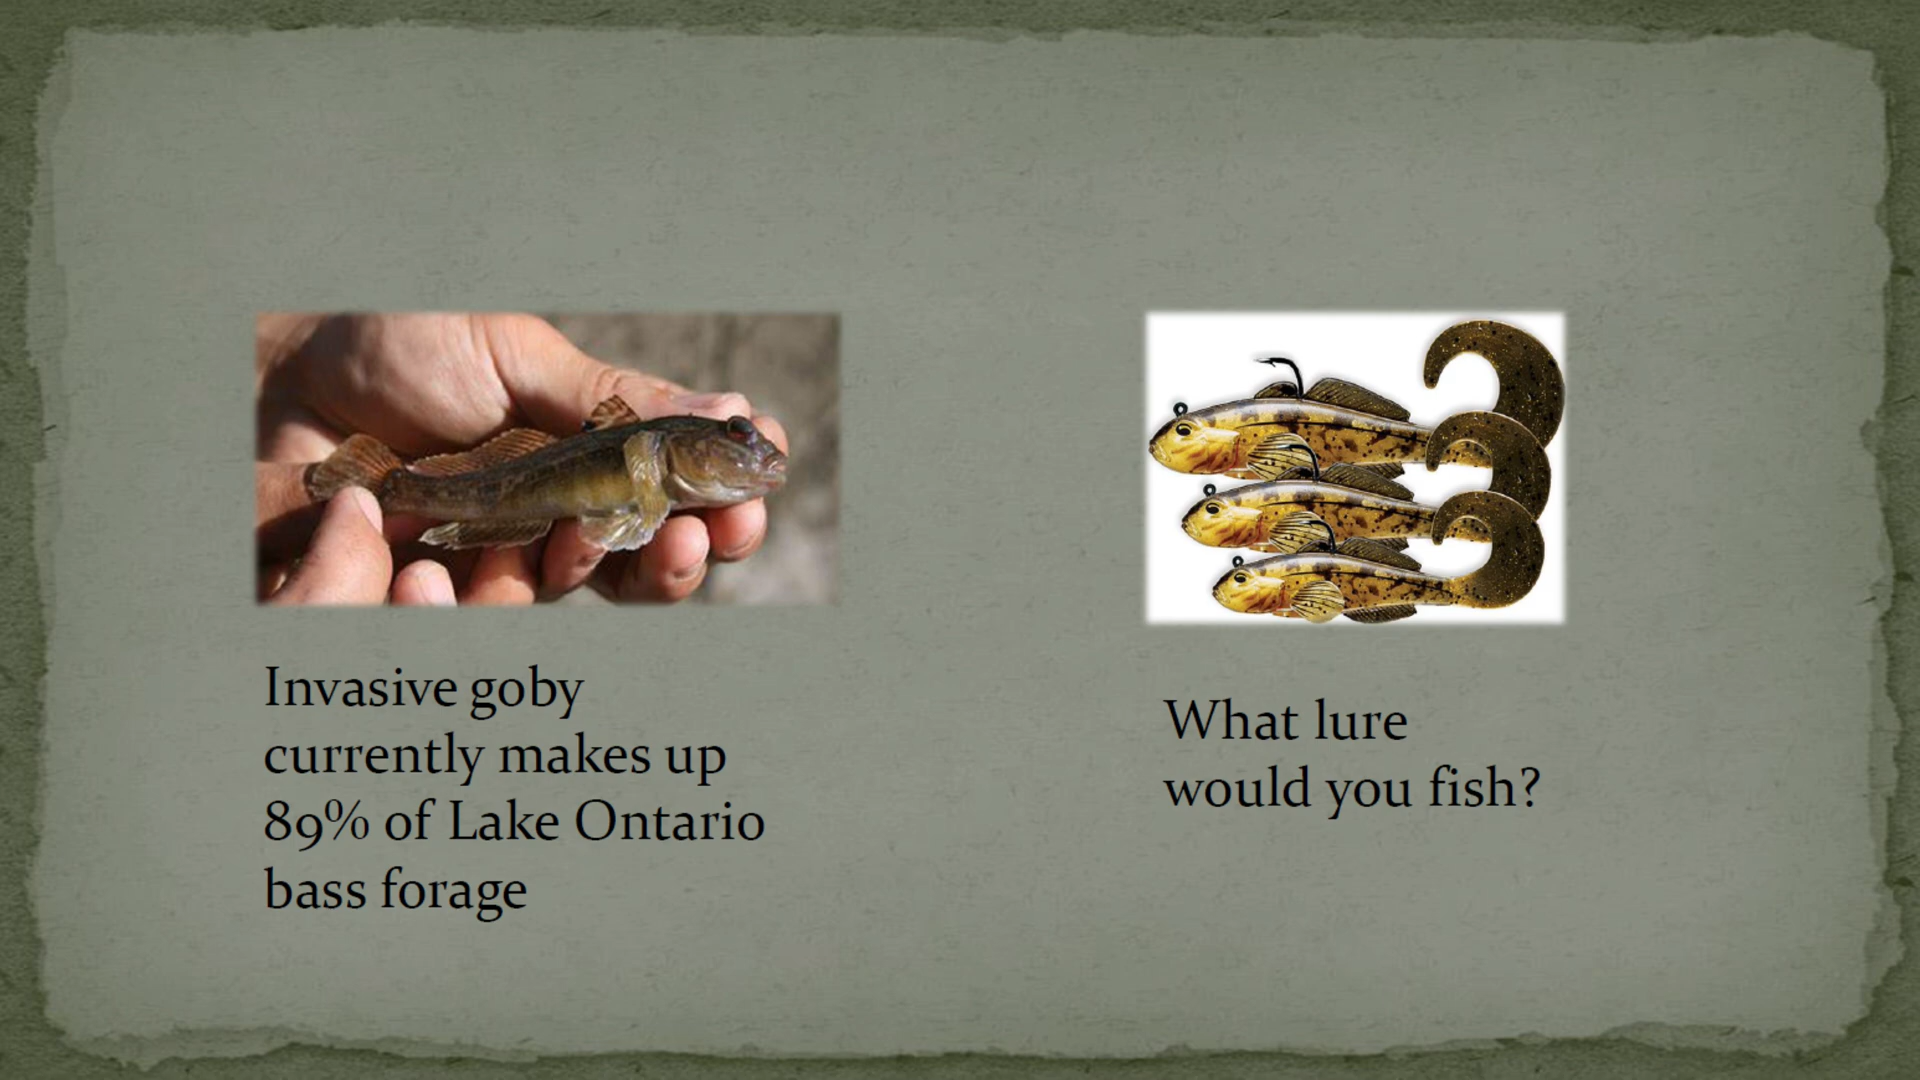 Invasive goby
currently makes up
89% of Lake Ontario
bass forage
What lure
would you fish?